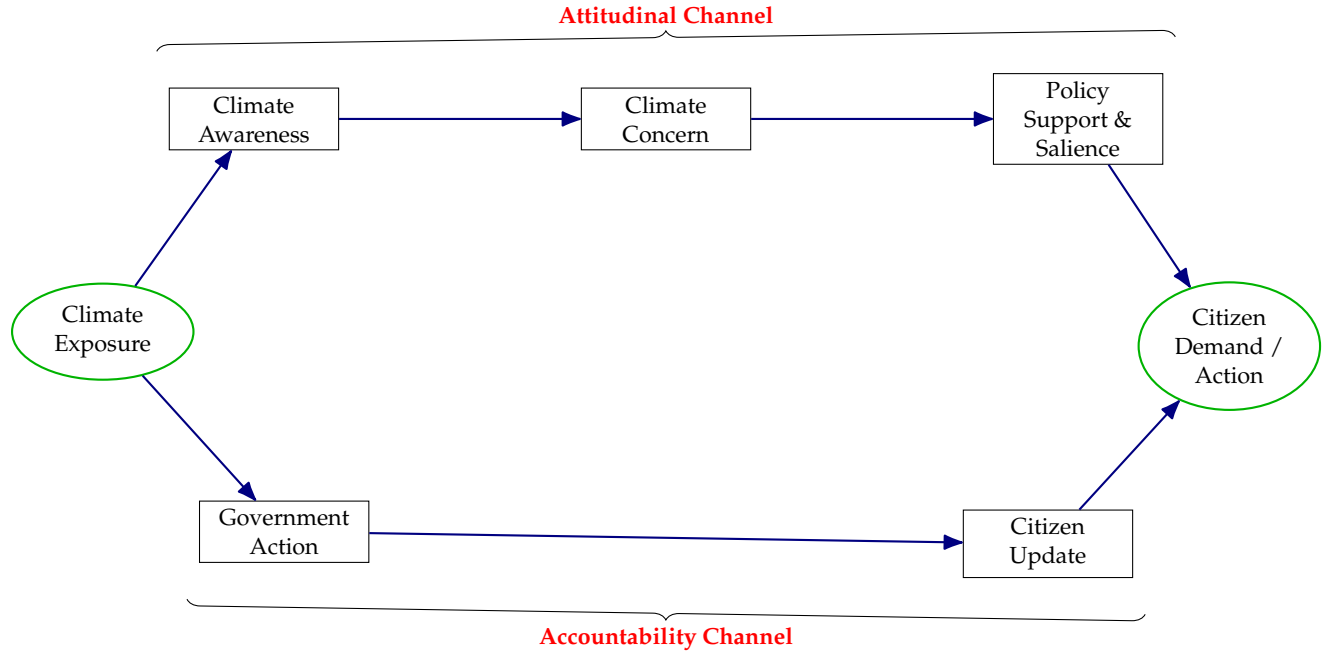 Attitudinal Channel
Climate
Awareness
Climate
Concern
Policy
Support &
Salience
Climate
Exposure
Citizen
Demand /
Action
Government
Action
Citizen
Update
Accountability Channel